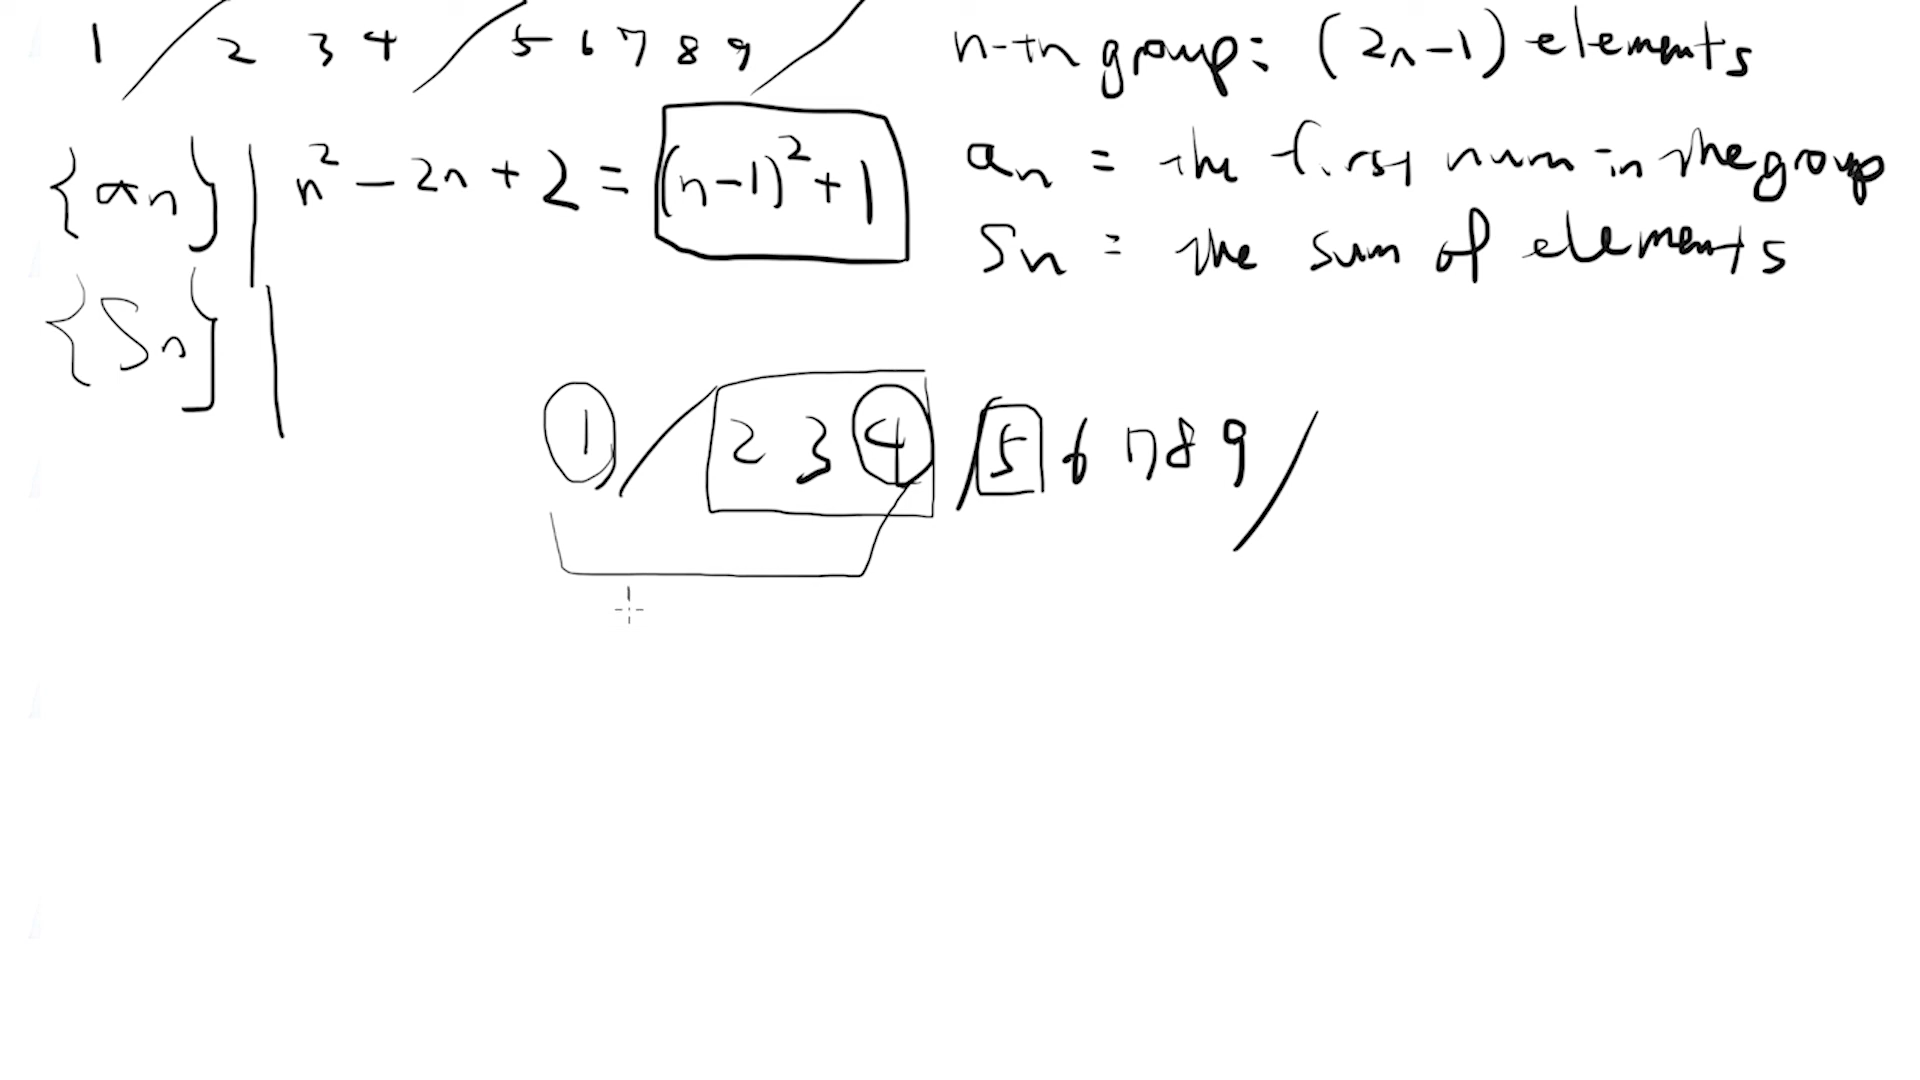 1 / 2 3 4 / 5 6 7 8 9 /
n-th group: (2n-1) elements
{an} | n² - 2n + 2 = (n-1)² + 1
an = the first num in the group
Sn = the sum of elements
{Sn} |
1 / 2 3 4 / 5 6 7 8 9 /